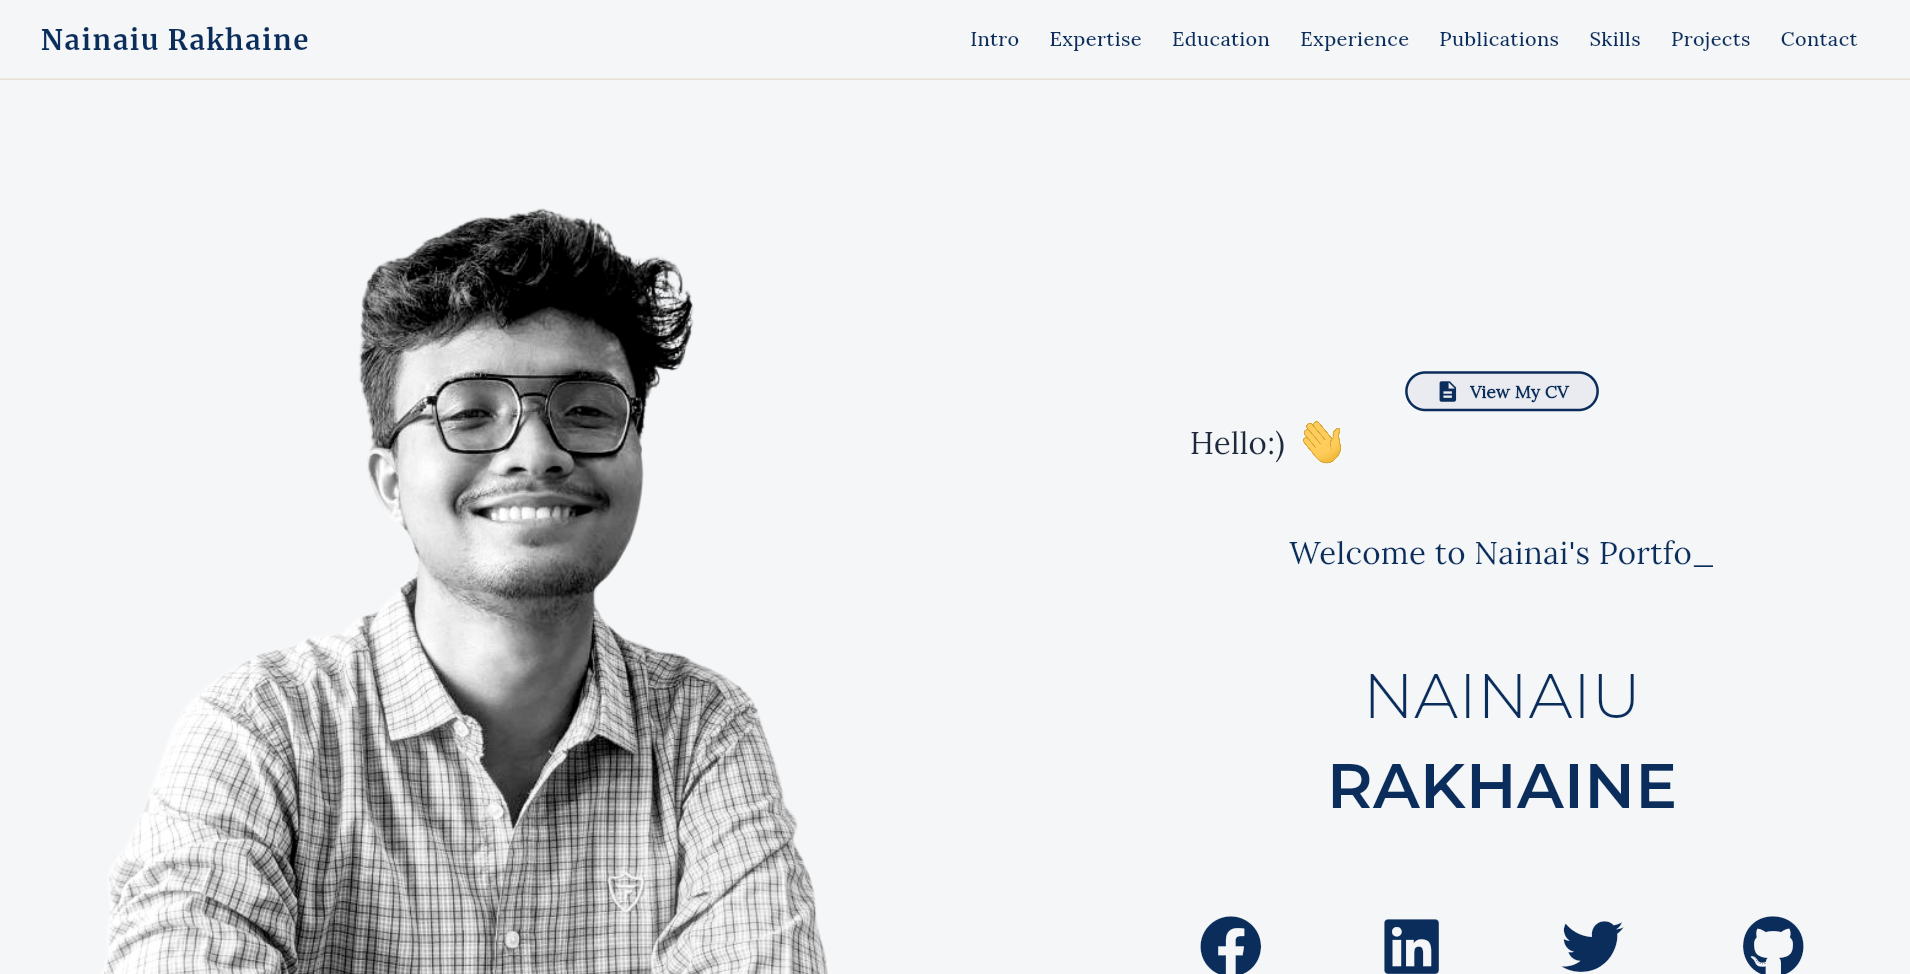 Nainaiu Rakhaine
Intro Expertise Education Experience Publications Skills Projects Contact
View My CV
Hello:) 👋
Welcome to Nainai's Portfo_
NAINAIU
RAKHAINE